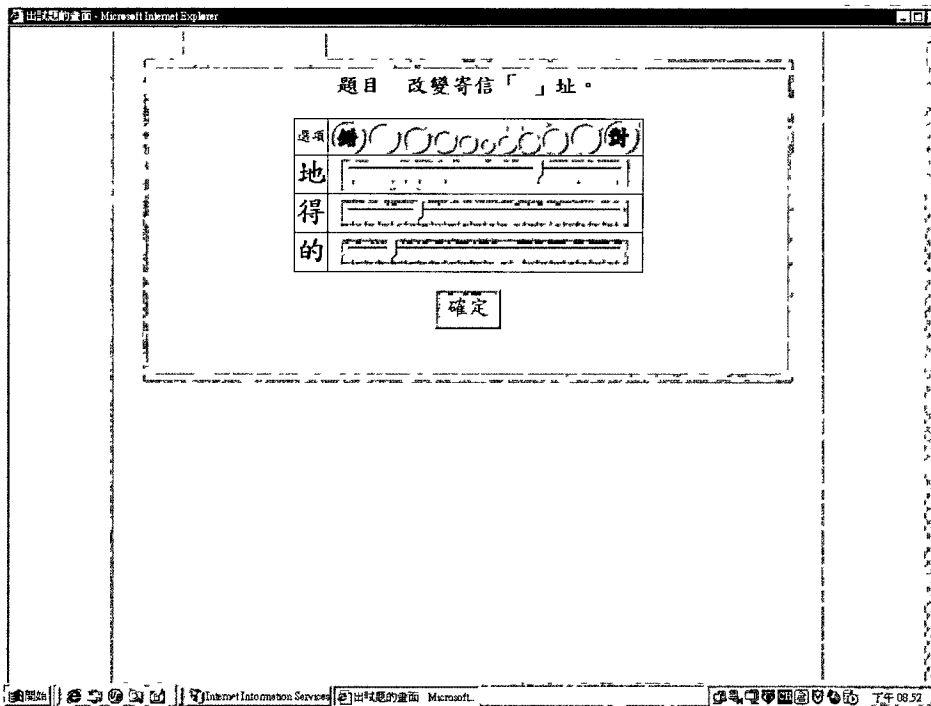 出試題的畫面 - Microsoft Internet Explorer
題目 改變寄信「 」址。
選項 錯 對
地
得
的
確定
開始 Internet Information Services 出試題的畫面 Microsoft... 下午 08:52